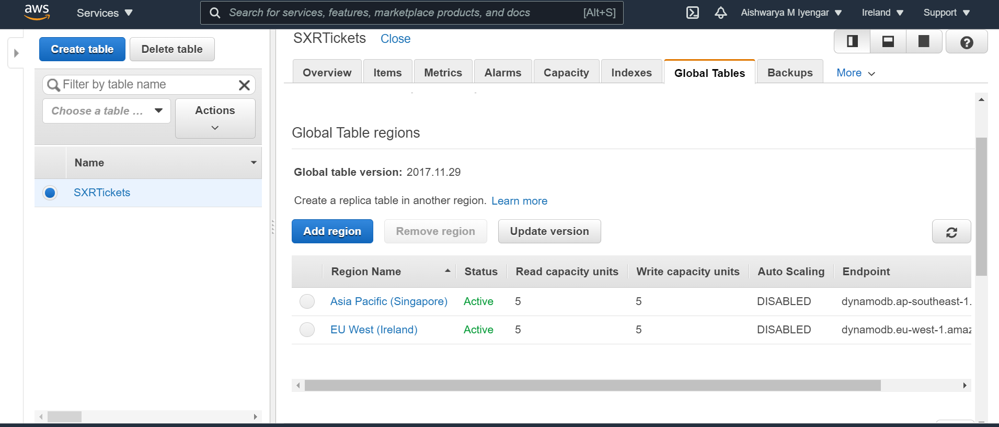 aws
Services
Search for services, features, marketplace products, and docs [Alt+S]
Aishwarya M Iyengar
Ireland
Support
Create table
Delete table
Filter by table name
Choose a table ...
Actions
Name
SXRTickets
SXRTickets Close
Overview Items Metrics Alarms Capacity Indexes Global Tables Backups More
Global Table regions
Global table version: 2017.11.29
Create a replica table in another region. Learn more
Add region Remove region Update version
Region Name Status Read capacity units Write capacity units Auto Scaling Endpoint
Asia Pacific (Singapore) Active 5 5 DISABLED dynamodb.ap-southeast-1.
EU West (Ireland) Active 5 5 DISABLED dynamodb.eu-west-1.amaz